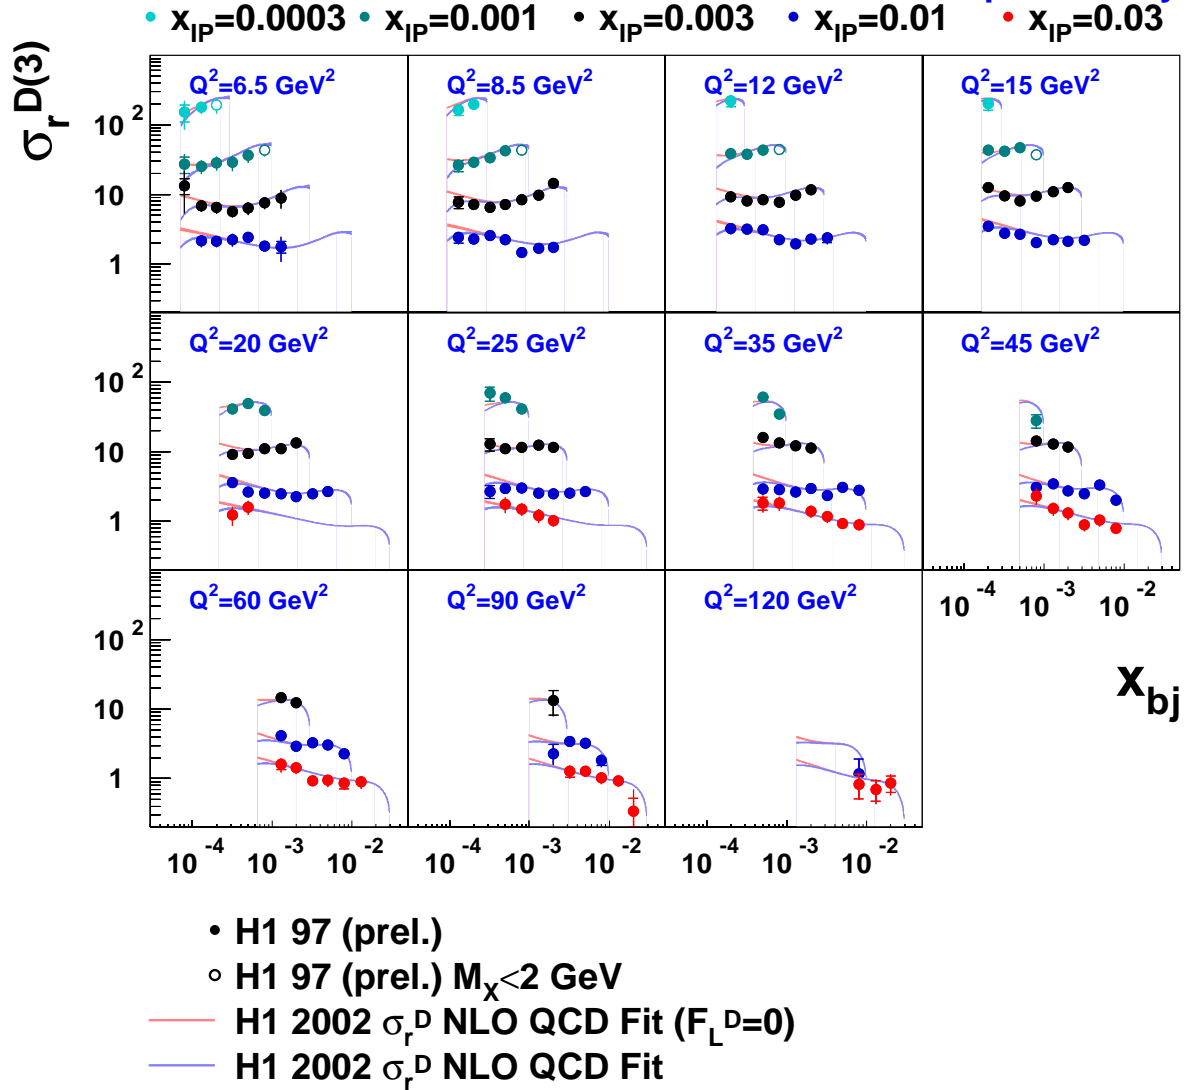 x_IP=0.0003 x_IP=0.001 x_IP=0.003 x_IP=0.01 x_IP=0.03
σ_r^D(3)
Q²=6.5 GeV² Q²=8.5 GeV² Q²=12 GeV² Q²=15 GeV²
10²
10
1
Q²=20 GeV² Q²=25 GeV² Q²=35 GeV² Q²=45 GeV²
10²
10
1
10⁻⁴ 10⁻³ 10⁻²
Q²=60 GeV² Q²=90 GeV² Q²=120 GeV²
10²
10
1
x_bj
10⁻⁴ 10⁻³ 10⁻² 10⁻⁴ 10⁻³ 10⁻² 10⁻⁴ 10⁻³ 10⁻²
H1 97 (prel.)
H1 97 (prel.) M_X<2 GeV
H1 2002 σ_r^D NLO QCD Fit (F_L^D=0)
H1 2002 σ_r^D NLO QCD Fit